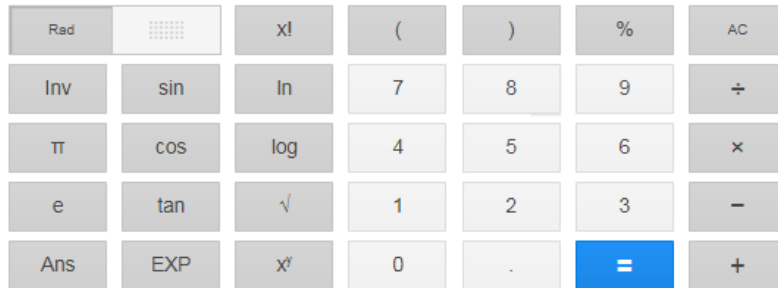 Rad x! ( ) % AC
Inv sin ln 7 8 9 ÷
π cos log 4 5 6 ×
e tan √ 1 2 3 −
Ans EXP xʸ 0 . = +